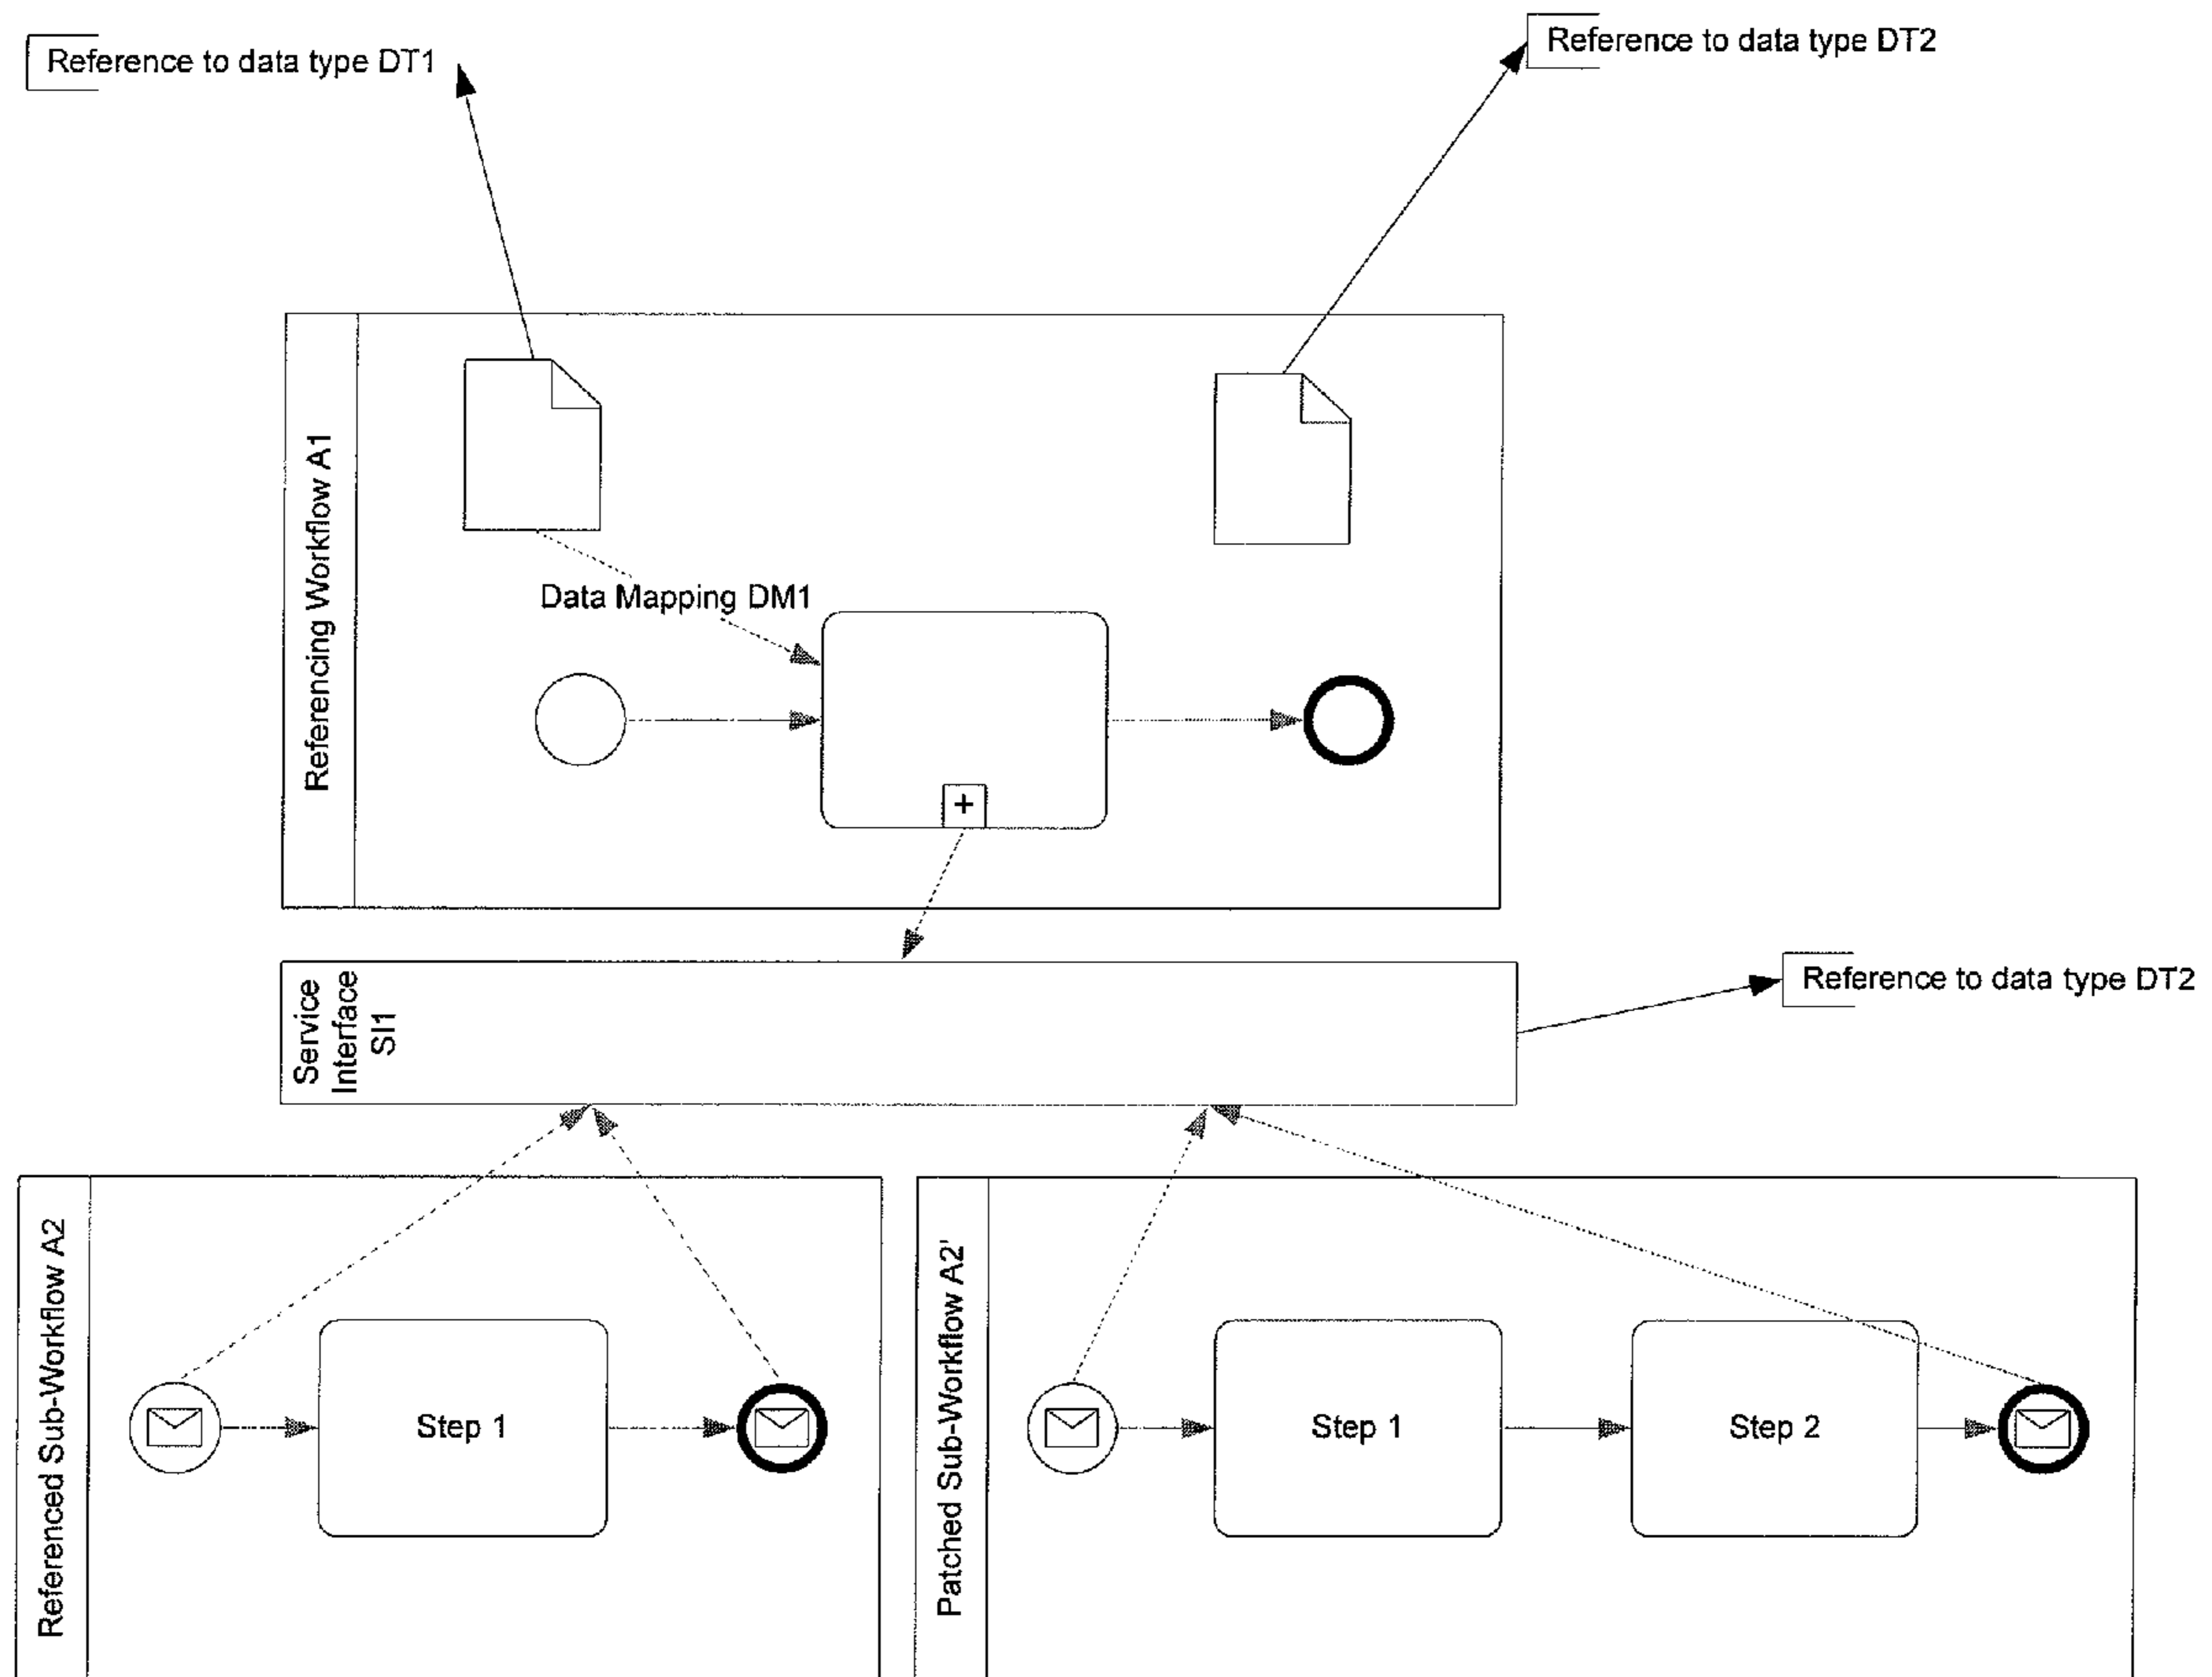 Reference to data type DT1
Reference to data type DT2
Referencing Workflow A1
Data Mapping DM1
+
Service
Interface
SI1
Reference to data type DT2
Referenced Sub-Workflow A2
Step 1
Patched Sub-Workflow A2'
Step 1
Step 2